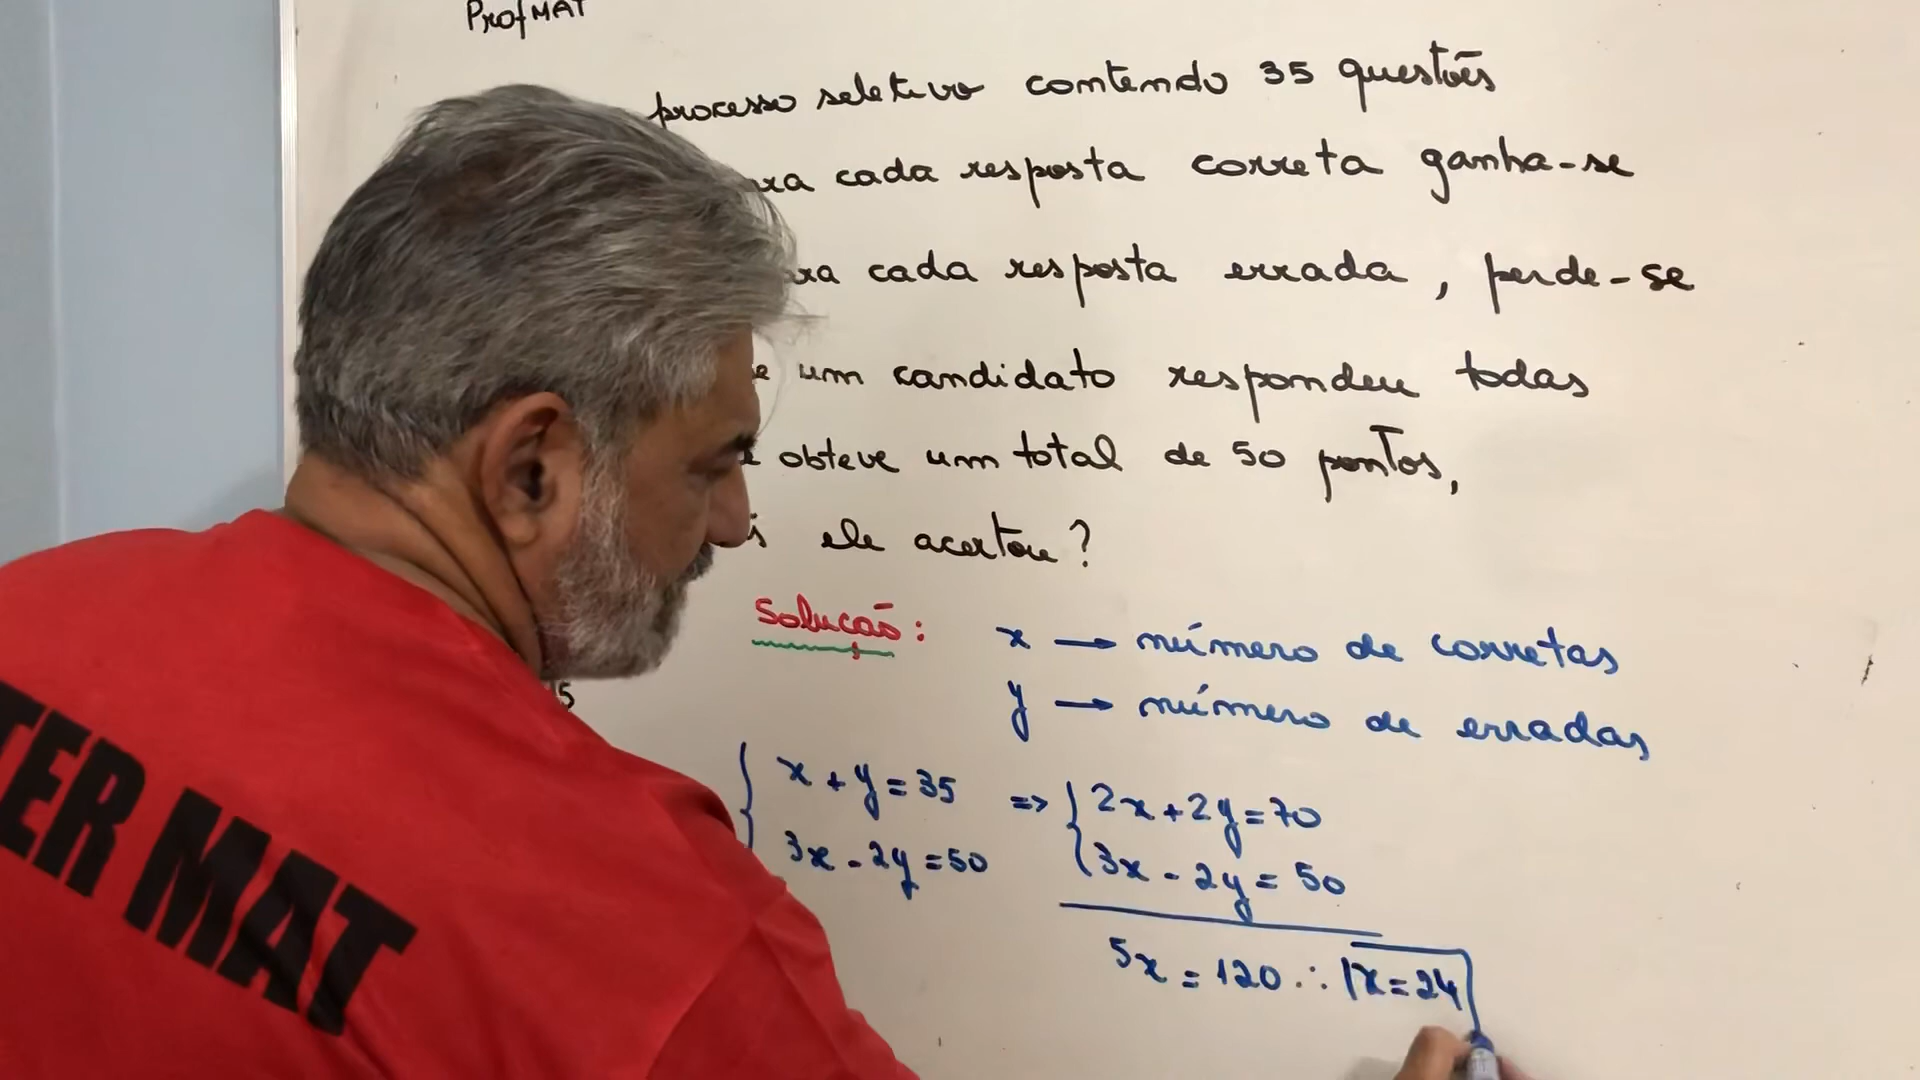 ProfMAT
processo seletivo contendo 35 questões
cada resposta correta ganha-se
cada resposta errada, perde-se
um candidato respondeu todas
obteve um total de 50 pontos,
ele acertou?
Solução: x → número de corretas
y → número de erradas
5
x + y = 35 => { 2x + 2y = 70
3x - 2y = 50 3x - 2y = 50
5x = 120 ∴ x = 24
TER MAT